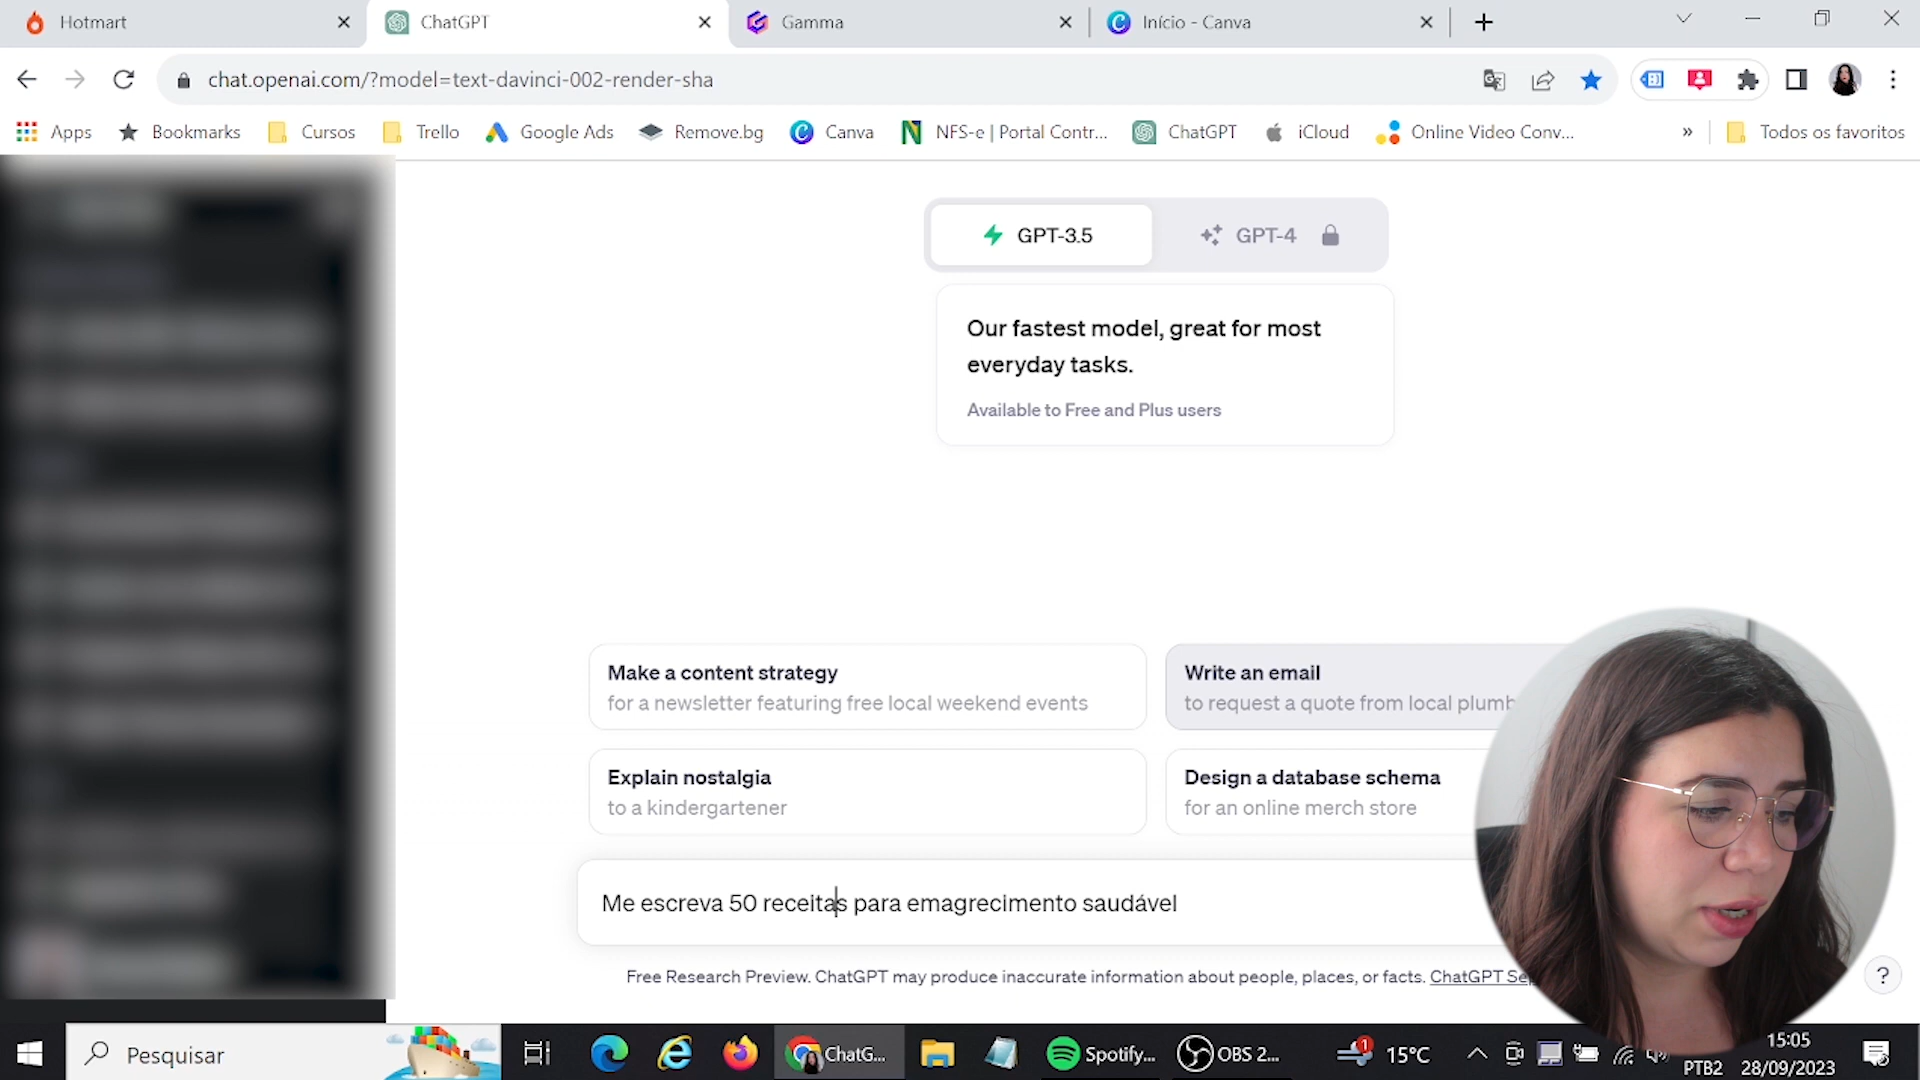 Hotmart
ChatGPT
Gamma
Início - Canva
chat.openai.com/?model=text-davinci-002-render-sha
Apps
Bookmarks
Cursos
Trello
Google Ads
Remove.bg
Canva
NFS-e | Portal Contr...
ChatGPT
iCloud
Online Video Conv...
»
Todos os favoritos
GPT-3.5
GPT-4
Our fastest model, great for most
everyday tasks.
Available to Free and Plus users
Make a content strategy
for a newsletter featuring free local weekend events
Write an email
to request a quote from local plumb
Explain nostalgia
to a kindergartener
Design a database schema
for an online merch store
Me escreva 50 receitas para emagrecimento saudável
Free Research Preview. ChatGPT may produce inaccurate information about people, places, or facts. ChatGPT Sep
?
Pesquisar
ChatG...
Spotify...
OBS 2...
1
15°C
PTB2
15:05
28/09/2023